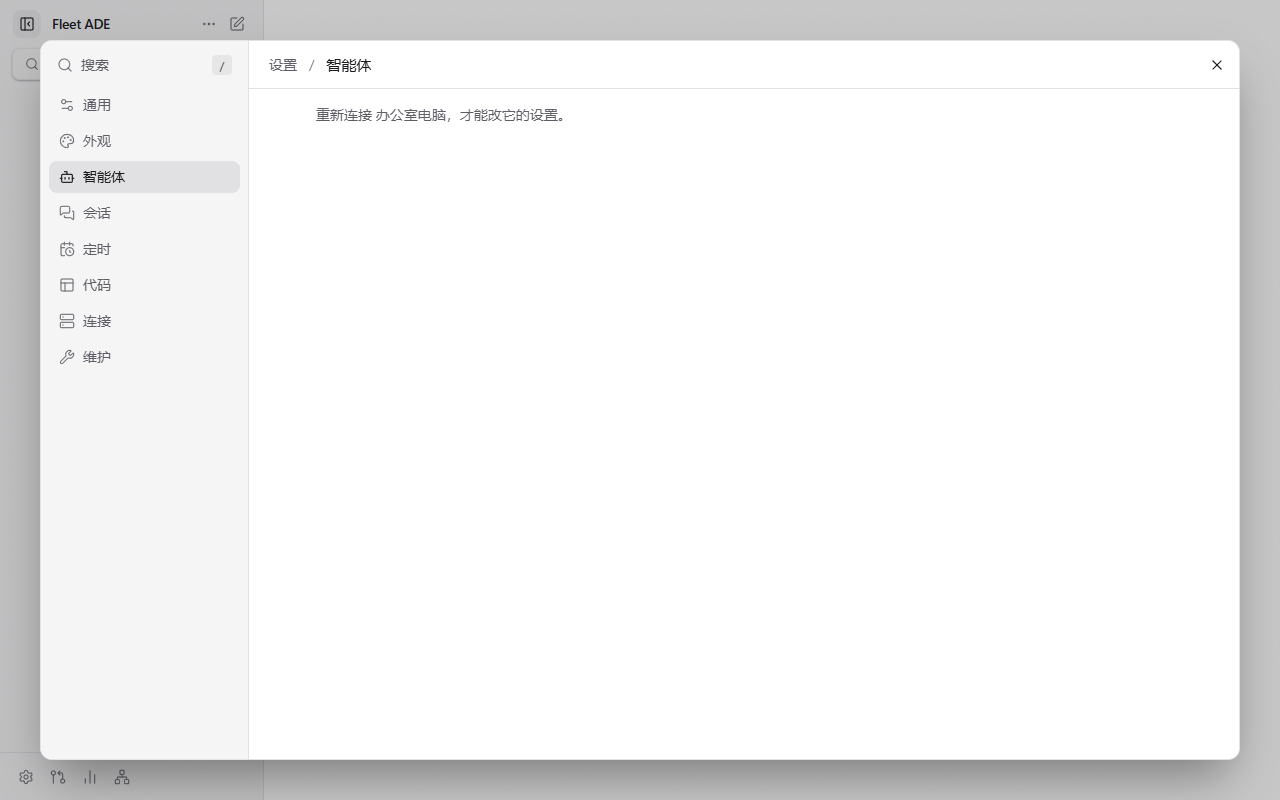 Fleet ADE
搜索
/
通用
外观
智能体
会话
定时
代码
连接
维护
设置 / 智能体
重新连接 办公室电脑，才能改它的设置。